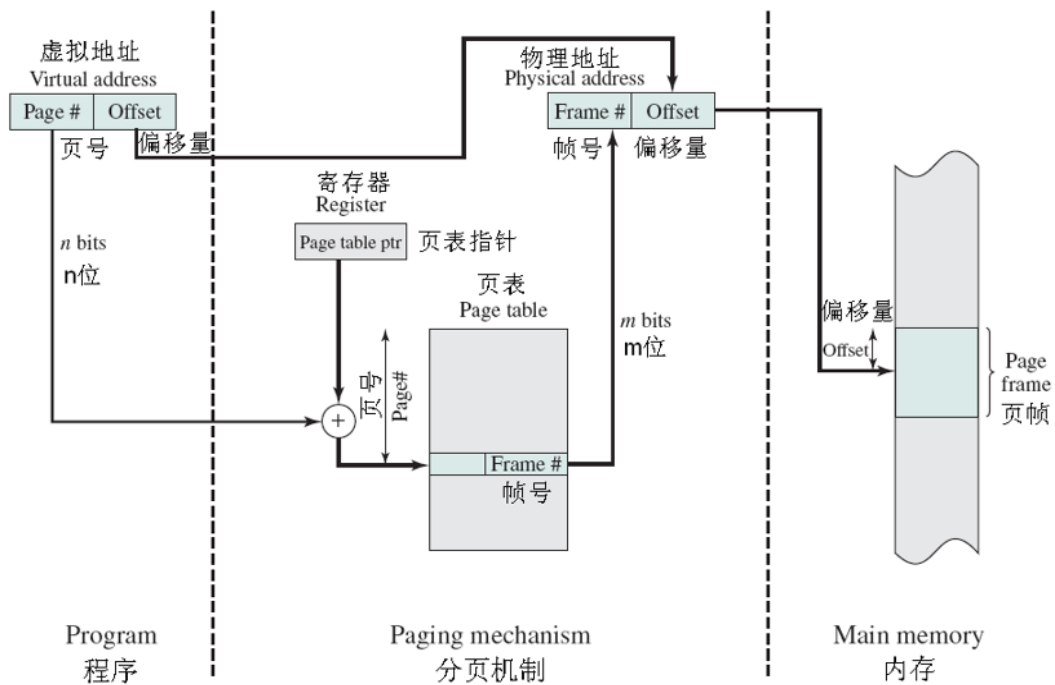 虚拟地址
Virtual address
Page #
Offset
页号
偏移量
n bits
n位
寄存器
Register
Page table ptr
页表指针
页表
Page table
页号
Page#
Frame #
帧号
物理地址
Physical address
Frame #
Offset
帧号
偏移量
m bits
m位
偏移量
Offset
Page
frame
页帧
Program
程序
Paging mechanism
分页机制
Main memory
内存